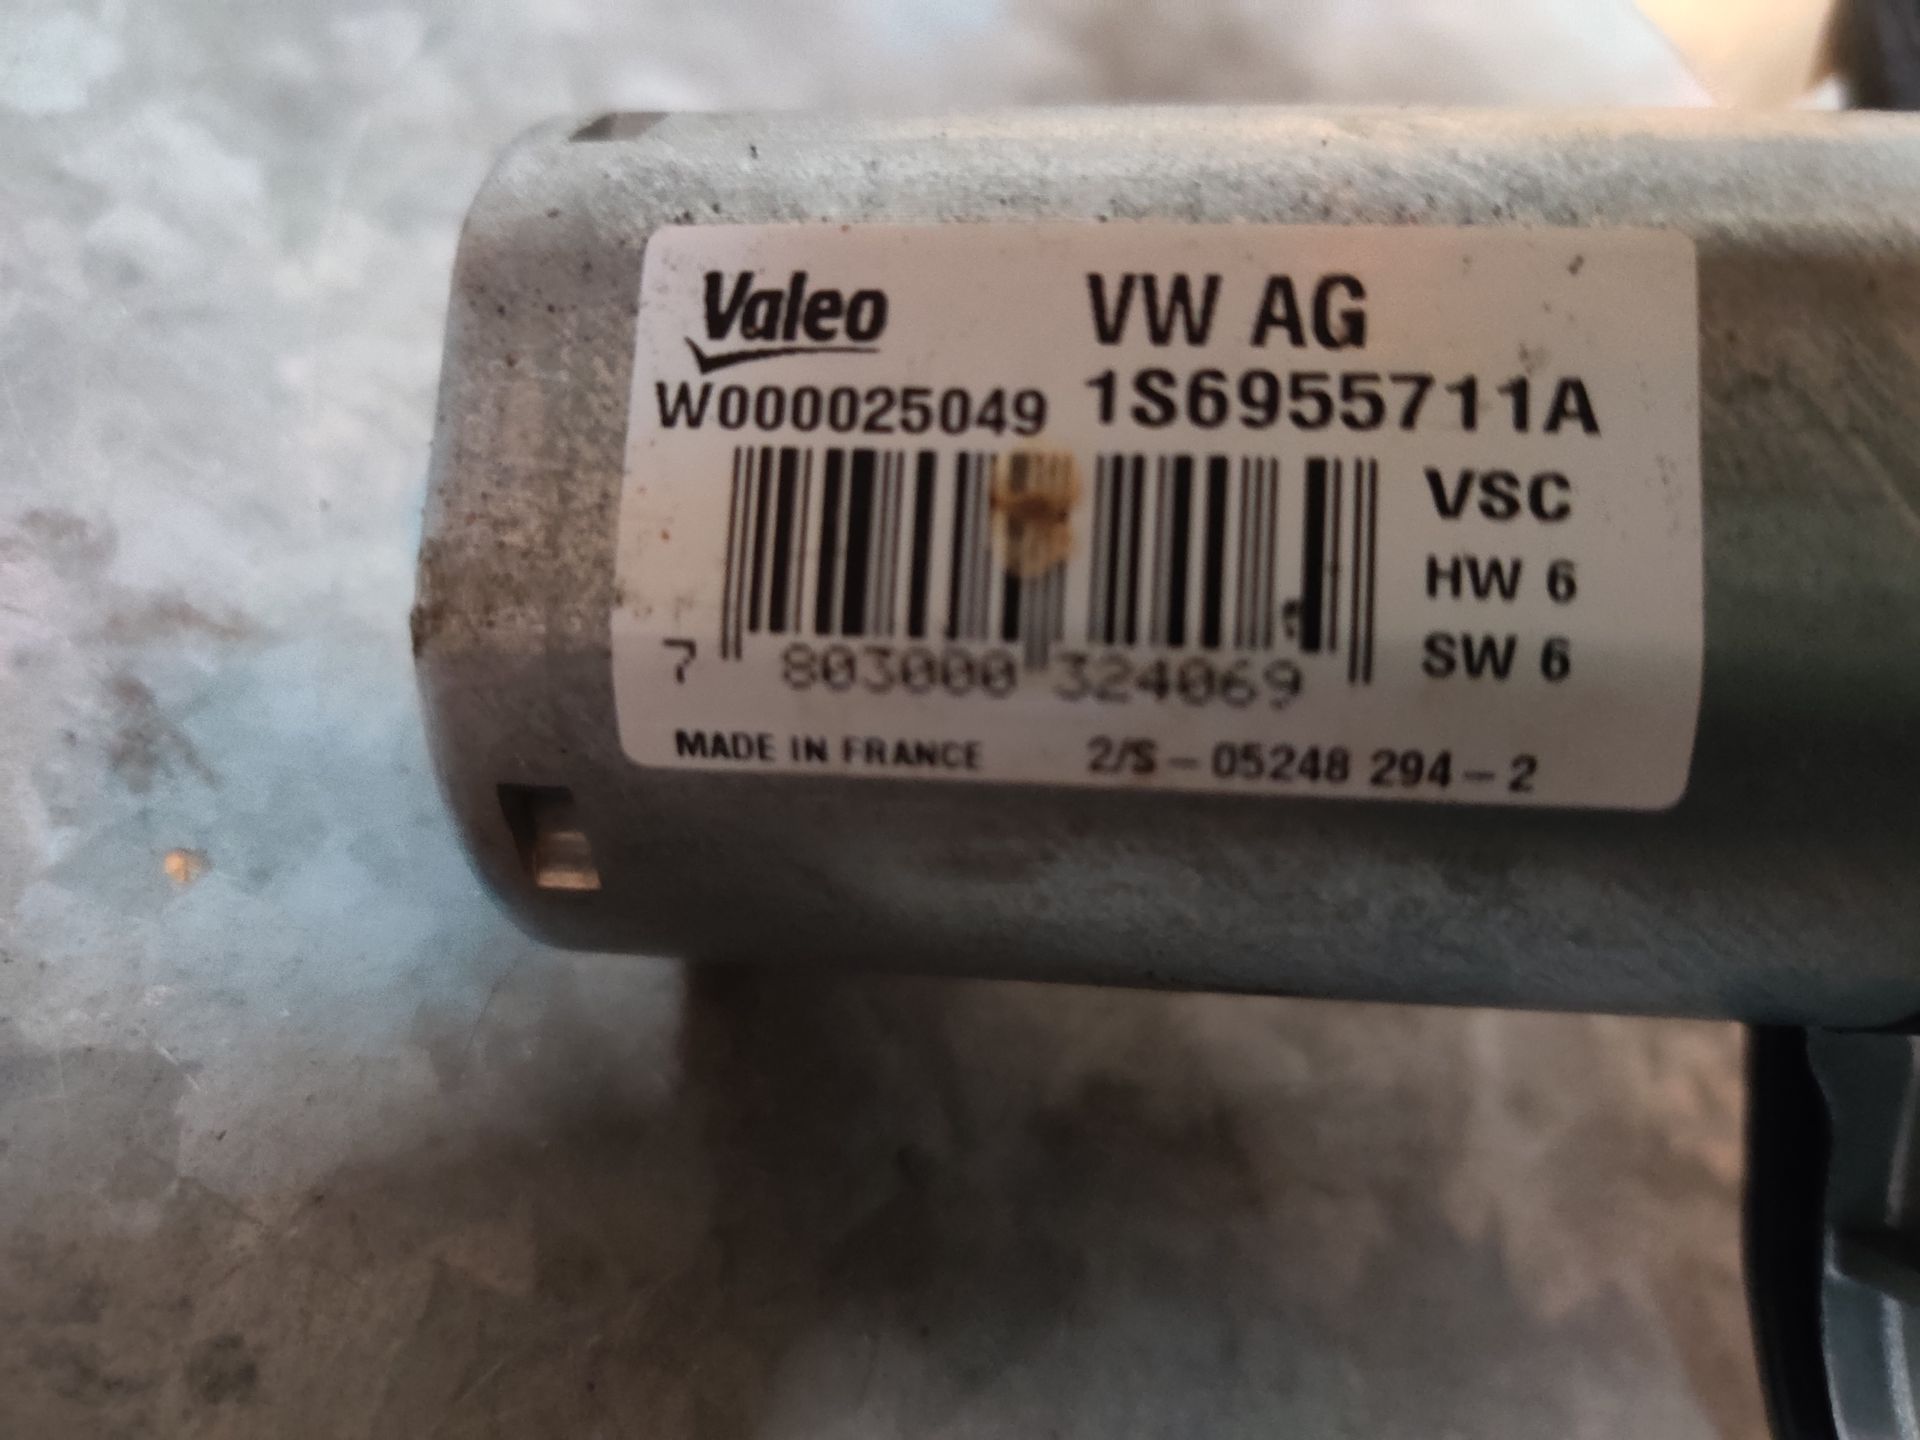 Valeo VW AG
W000025049 1S6955711A
VSC
HW 6
SW 6
7 803000 324069
MADE IN FRANCE 2/S-05248 294-2